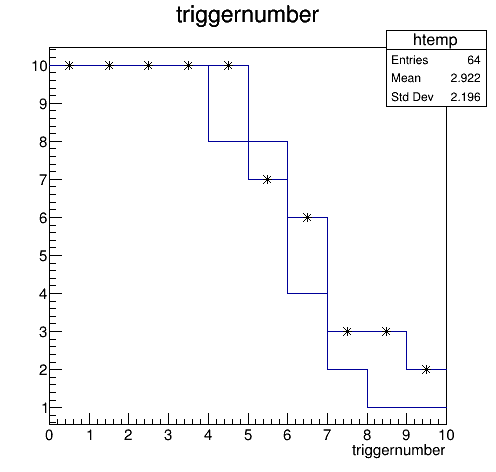 triggernumber
htemp
Entries 64
Mean 2.922
Std Dev 2.196
10
9
8
7
6
5
4
3
2
1
0 1 2 3 4 5 6 7 8 9 10
triggernumber